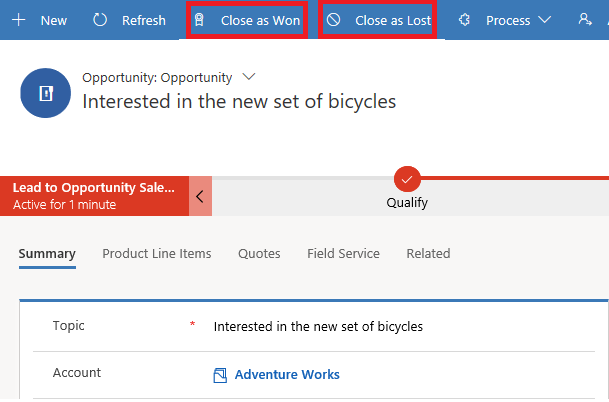 New Refresh Close as Won Close as Lost Process
Opportunity: Opportunity
Interested in the new set of bicycles
Lead to Opportunity Sale...
Active for 1 minute
Qualify
Summary Product Line Items Quotes Field Service Related
Topic * Interested in the new set of bicycles
Account Adventure Works